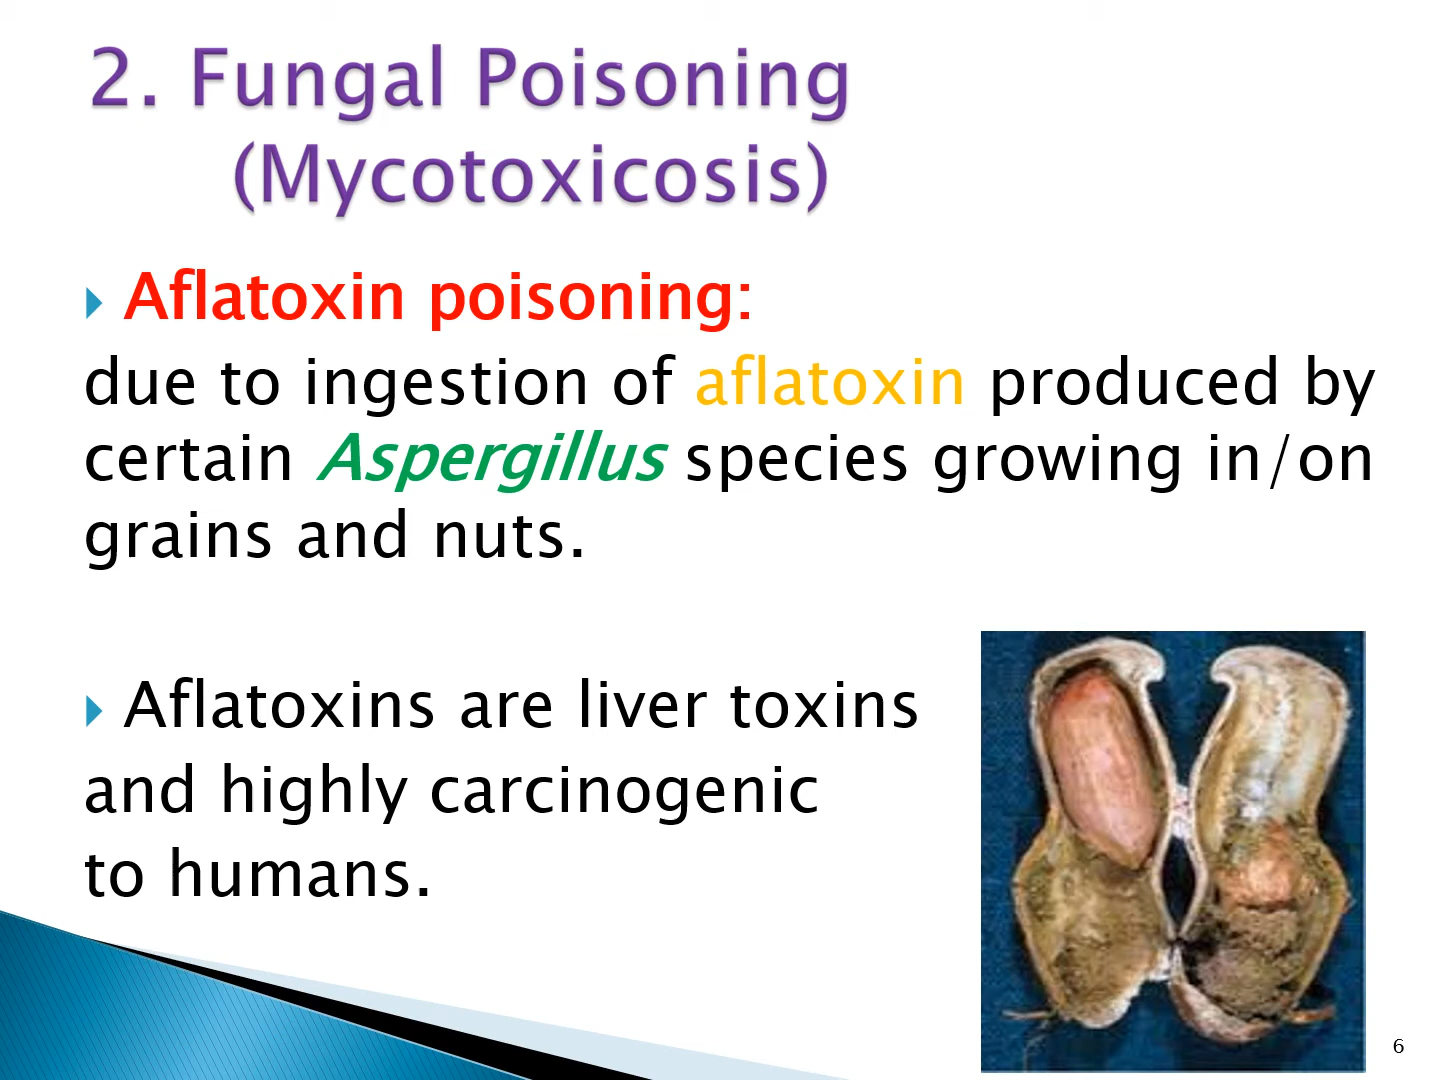 2. Fungal Poisoning
(Mycotoxicosis)
Aflatoxin poisoning:
due to ingestion of aflatoxin produced by
certain Aspergillus species growing in/on
grains and nuts.
Aflatoxins are liver toxins
and highly carcinogenic
to humans.
6